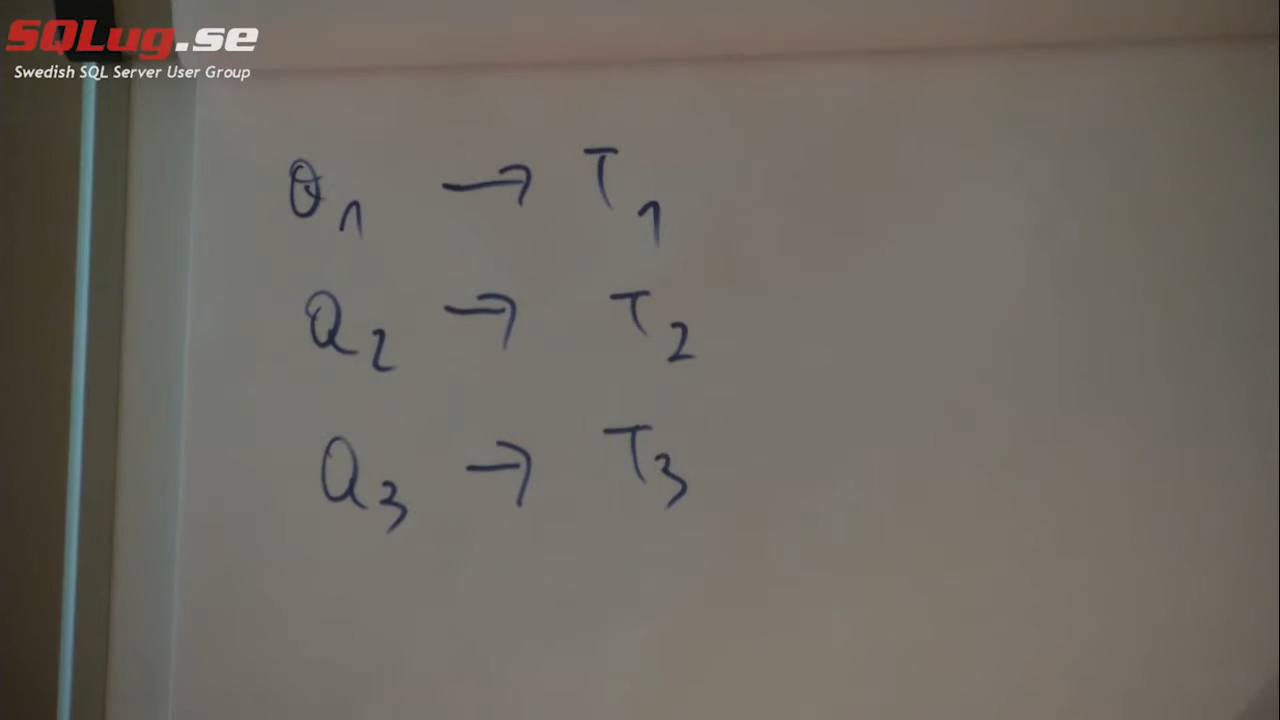 SQLug.se
Swedish SQL Server User Group
Q1 → T1
Q2 → T2
Q3 → T3